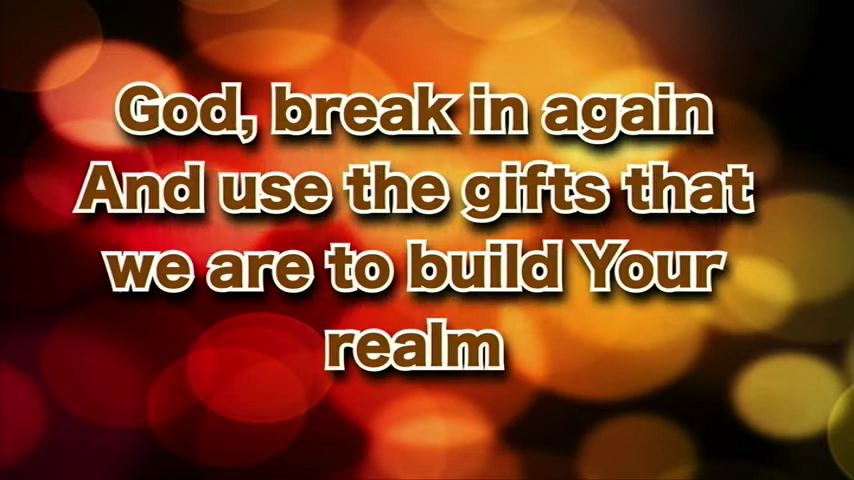 God, break in again
And use the gifts that
we are to build Your
realm